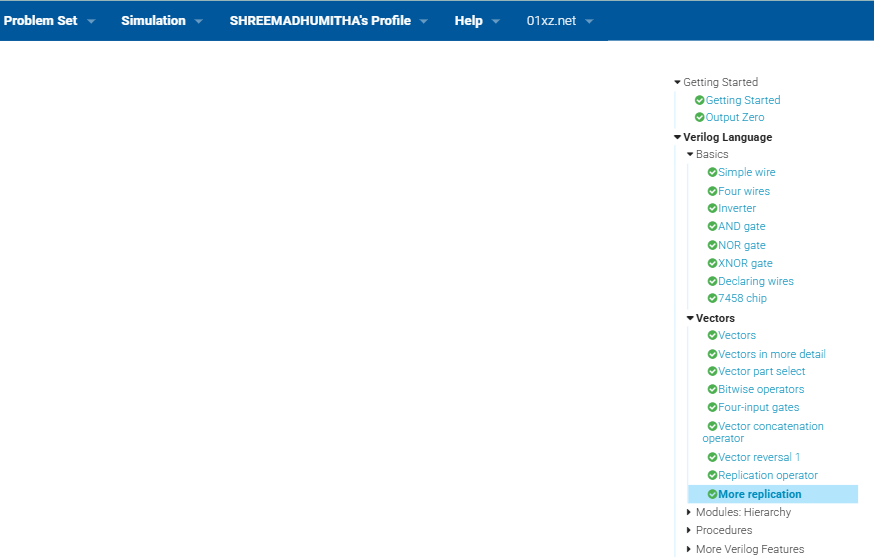 Problem Set Simulation SHREEMADHUMITHA's Profile Help 01xz.net
Getting Started
Getting Started
Output Zero
Verilog Language
Basics
Simple wire
Four wires
Inverter
AND gate
NOR gate
XNOR gate
Declaring wires
7458 chip
Vectors
Vectors
Vectors in more detail
Vector part select
Bitwise operators
Four-input gates
Vector concatenation
operator
Vector reversal 1
Replication operator
More replication
Modules: Hierarchy
Procedures
More Verilog Features